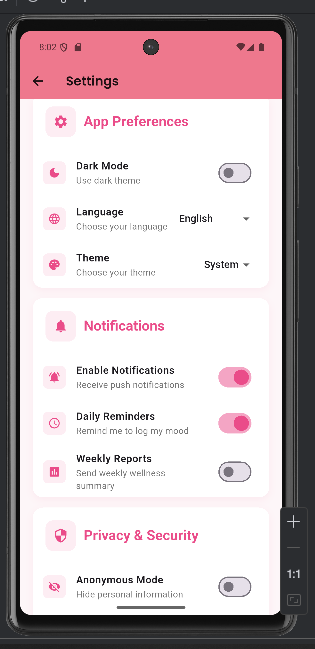 8:02
Settings
App Preferences
Dark Mode
Use dark theme
Language
Choose your language
English
Theme
Choose your theme
System
Notifications
Enable Notifications
Receive push notifications
Daily Reminders
Remind me to log my mood
Weekly Reports
Send weekly wellness
summary
Privacy & Security
Anonymous Mode
Hide personal information
1:1